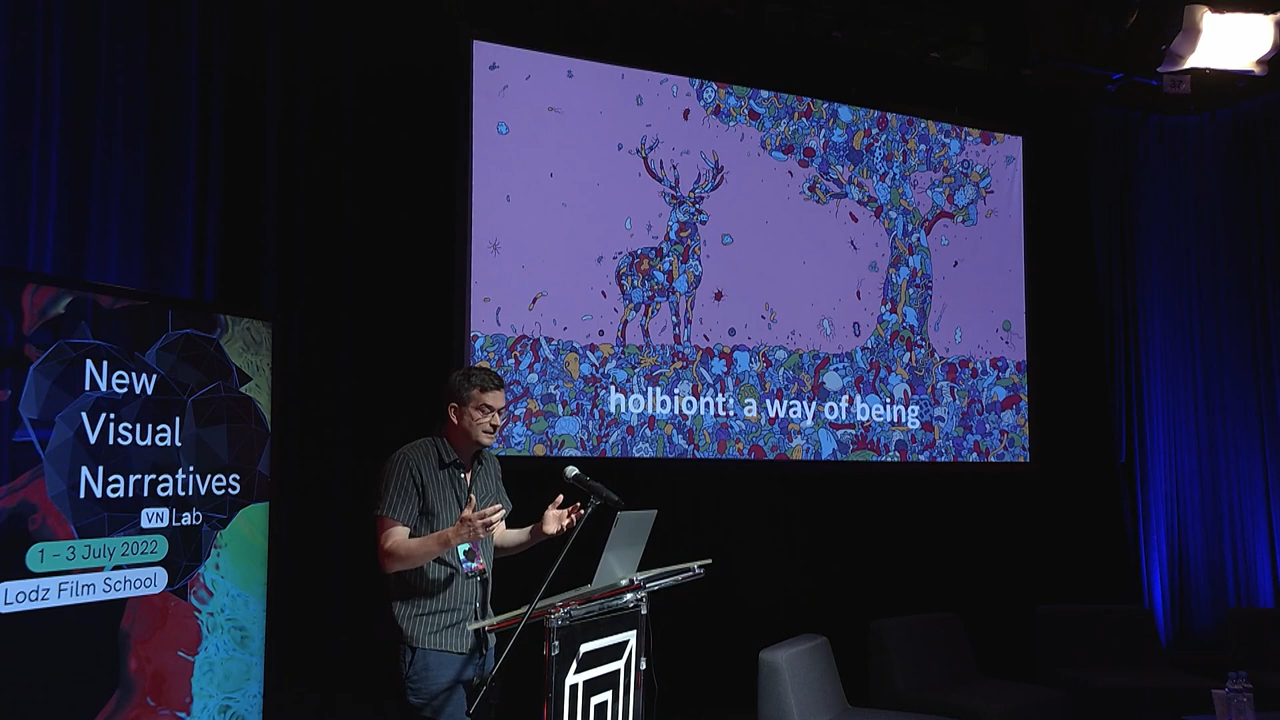 New
Visual
Narratives
VN Lab
1 – 3 July 2022
Lodz Film School
holbiont: a way of being